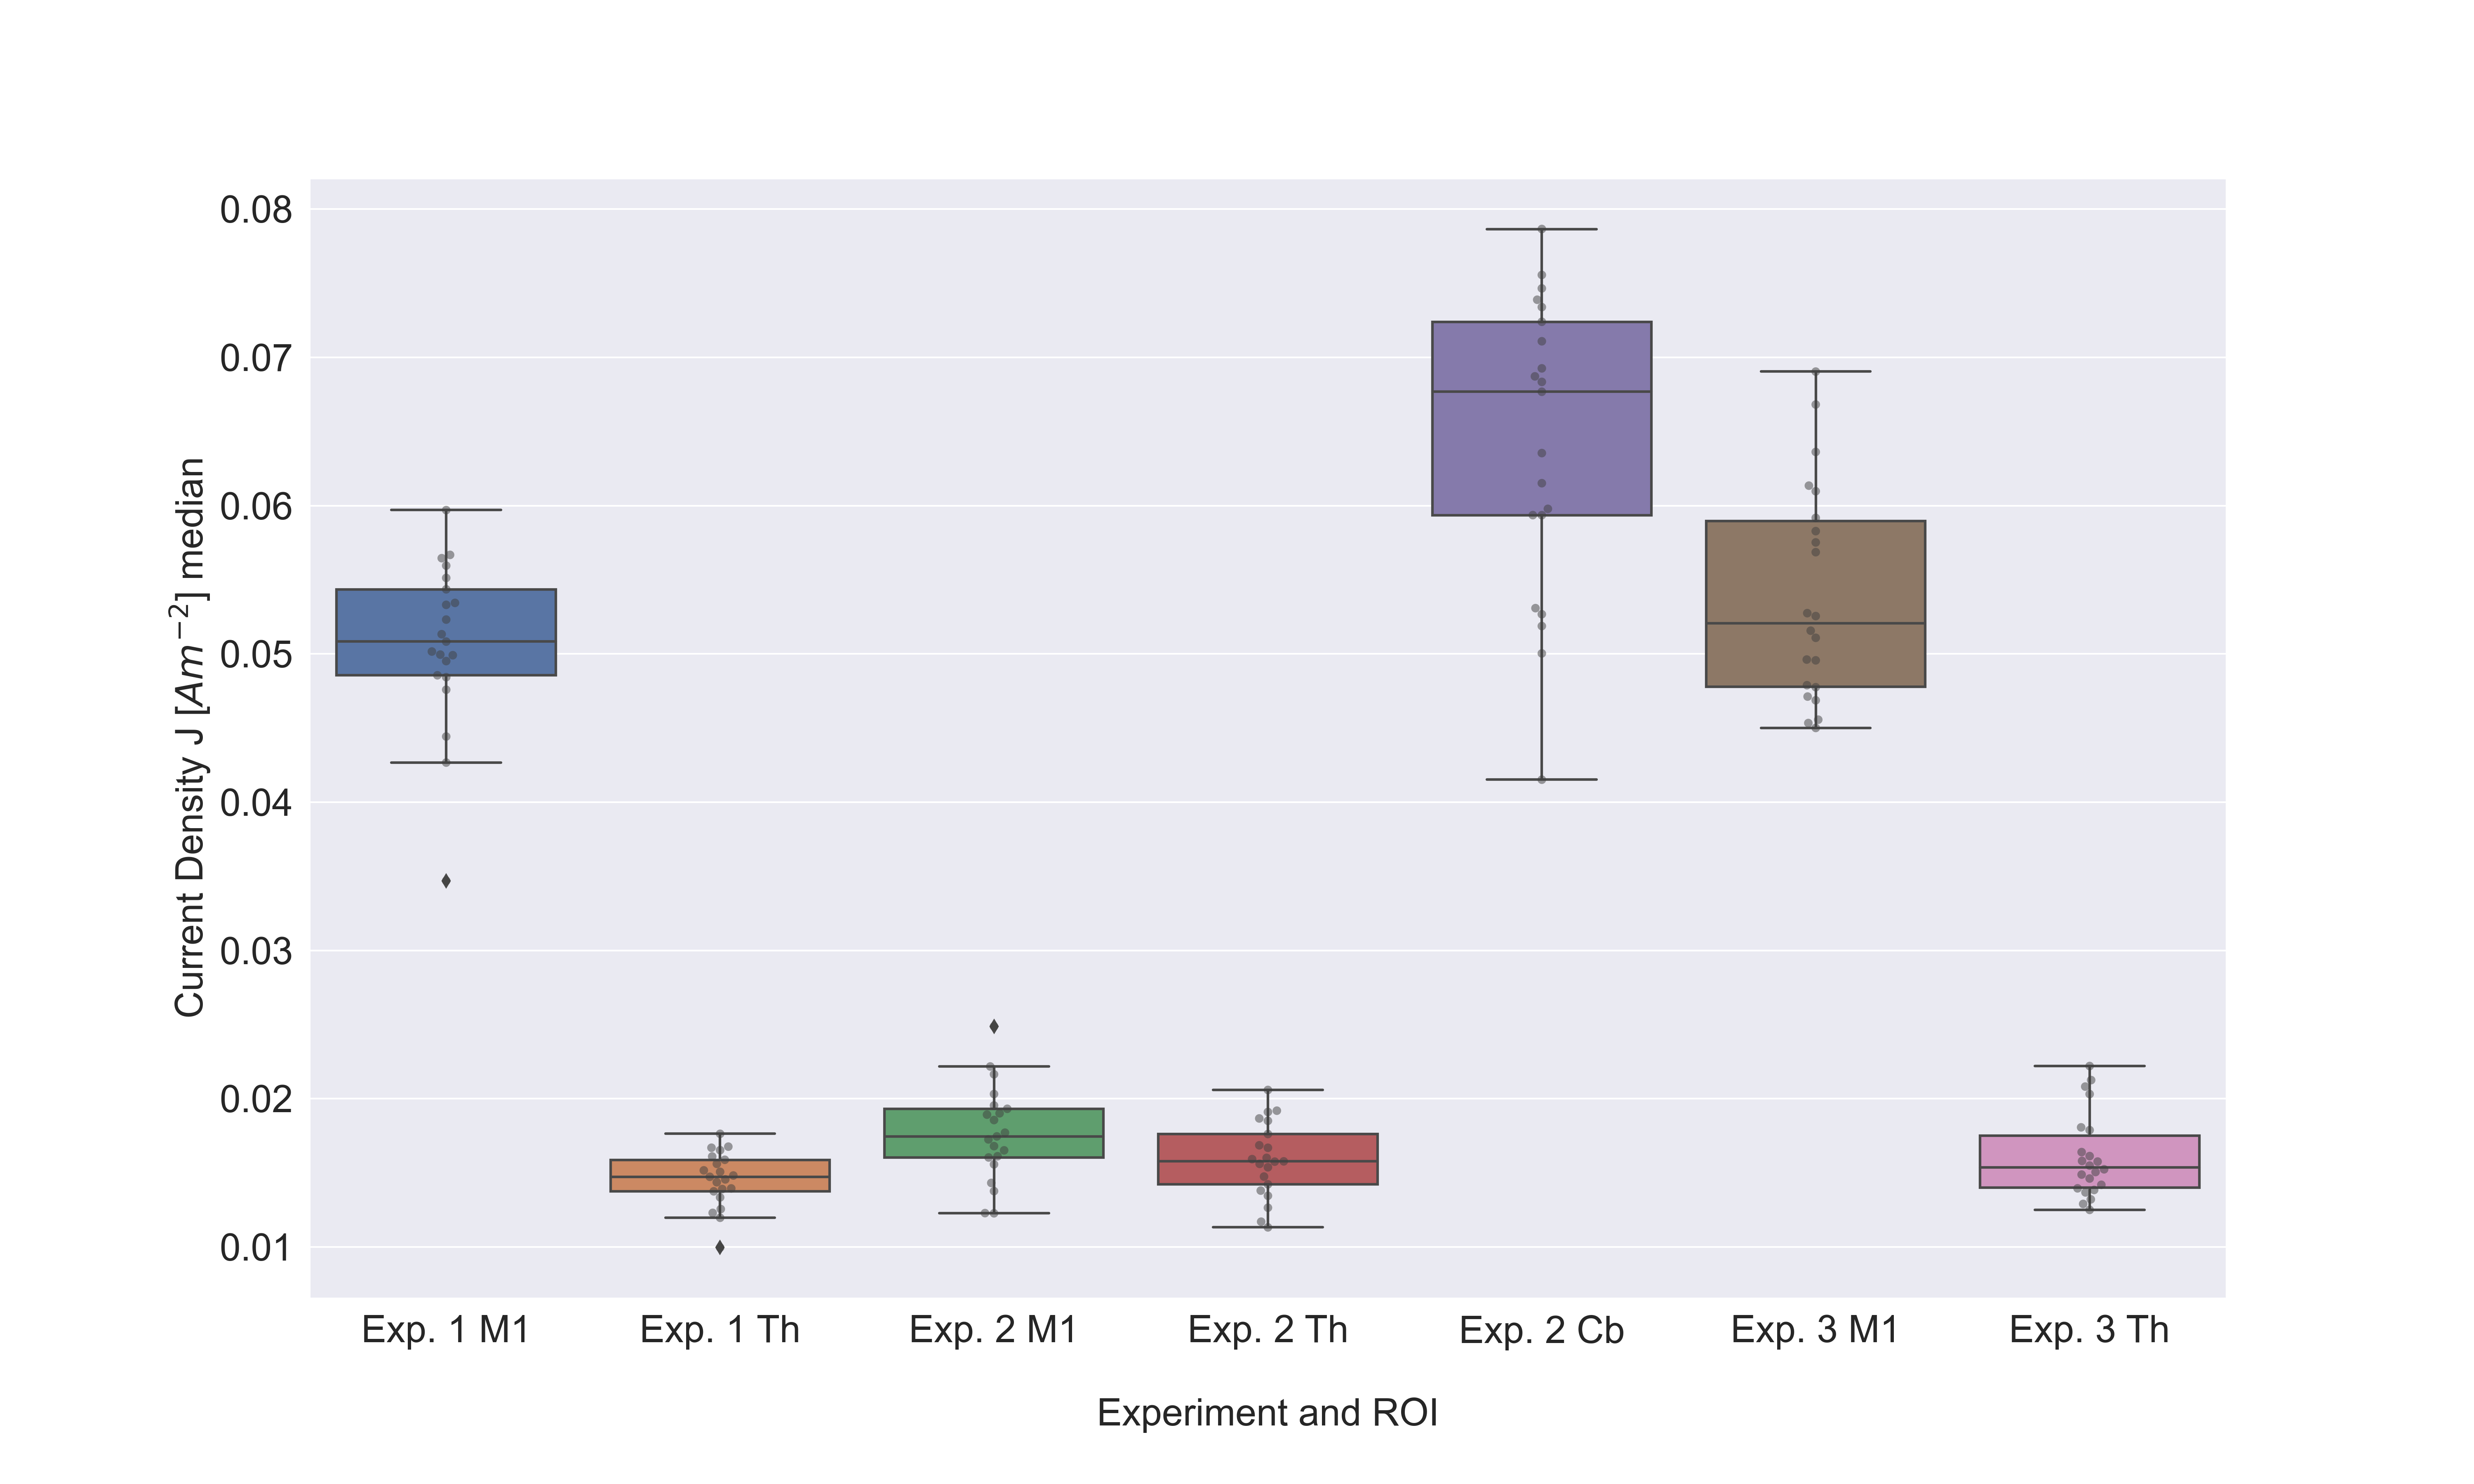 0.08
0.07
0.06
0.05
0.04
0.03
0.02
0.01
Current Density J [Am⁻²] median
Exp. 1 M1 Exp. 1 Th Exp. 2 M1 Exp. 2 Th Exp. 2 Cb Exp. 3 M1 Exp. 3 Th
Experiment and ROI